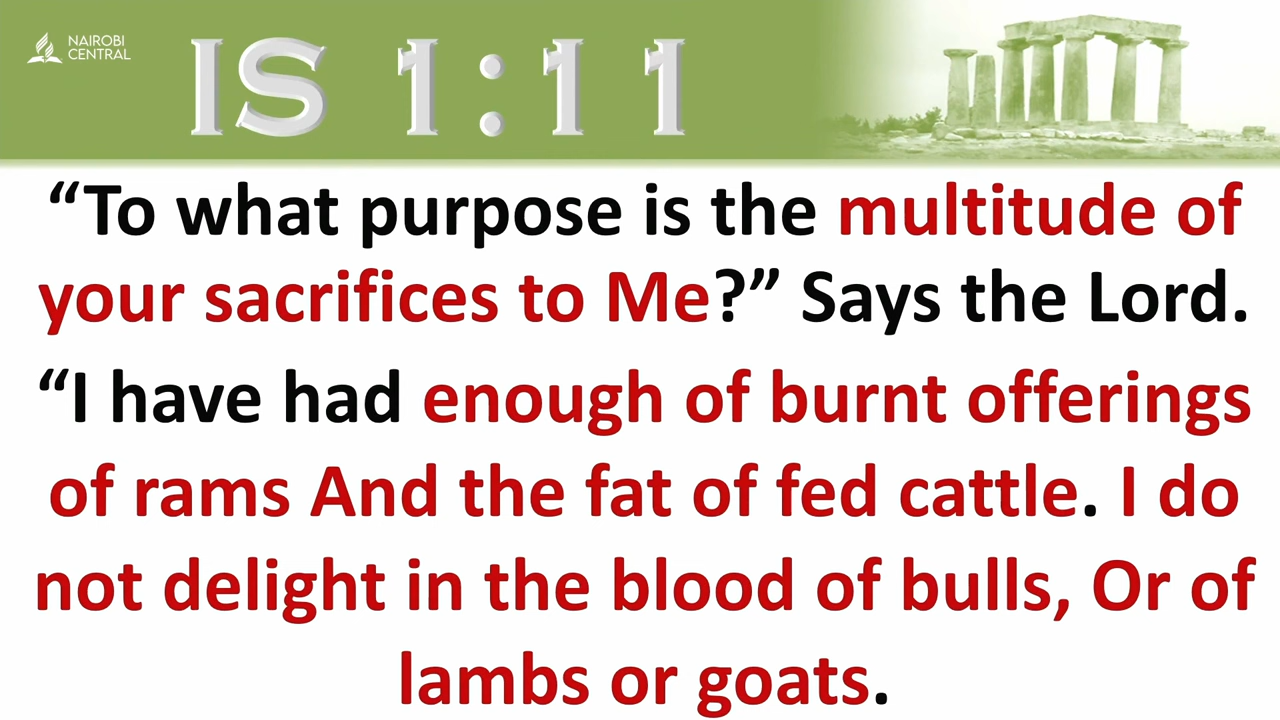 NAIROBI
CENTRAL
IS 1:11
“To what purpose is the multitude of
your sacrifices to Me?” Says the Lord.
“I have had enough of burnt offerings
of rams And the fat of fed cattle. I do
not delight in the blood of bulls, Or of
lambs or goats.